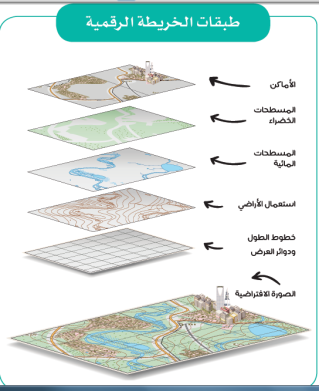 طبقات الخريطة الرقمية
الأماكن
المسطحات
الخضراء
المسطحات
المائية
استعمال الأراضي
خطوط الطول
ودوائر العرض
الصورة الافتراضية